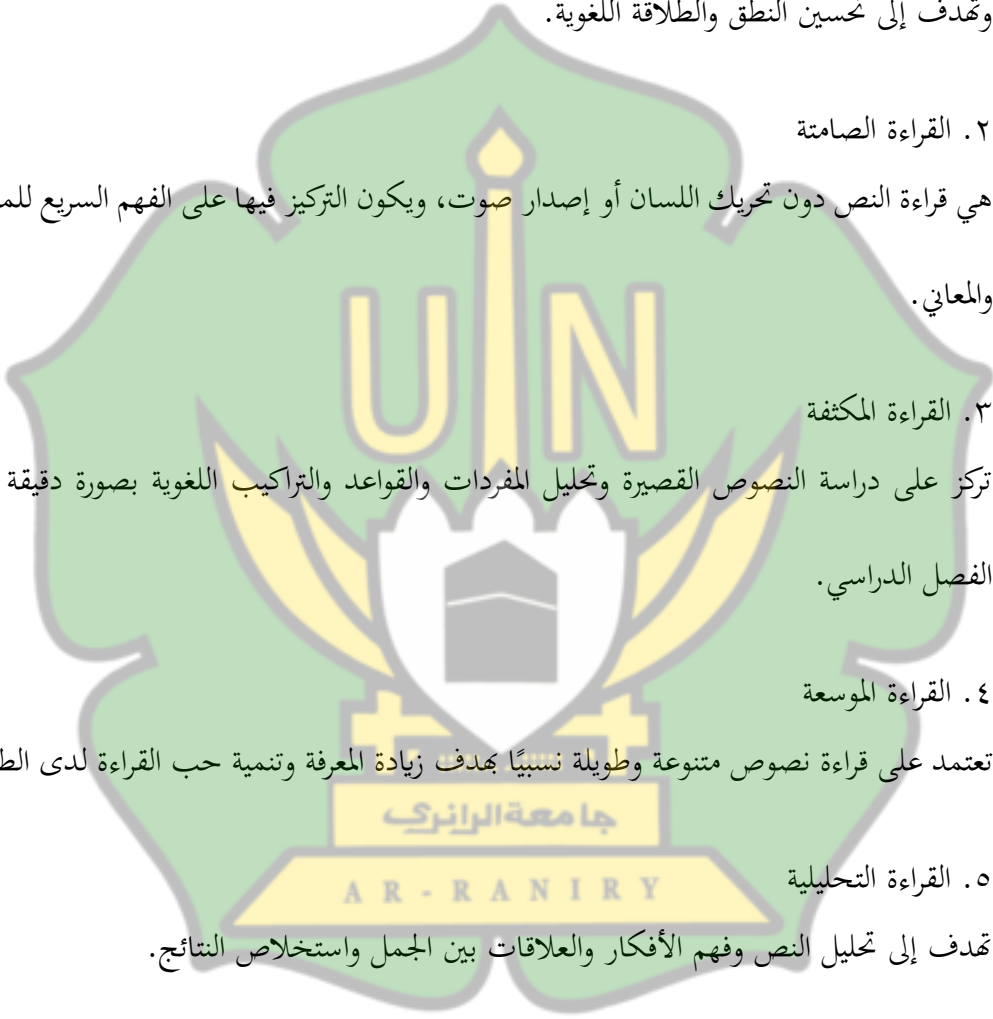 وتهدف إلى تحسين النطق والطلاقة اللغوية.
٢. القراءة الصامتة
هي قراءة النص دون تحريك اللسان أو إصدار صوت، ويكون التركيز فيها على الفهم السريع
والمعاني.
٣. القراءة المكثفة
تركز على دراسة النصوص القصيرة وتحليل المفردات والقواعد والتراكيب اللغوية بصورة دقيقة
الفصل الدراسي.
٤. القراءة الموسعة
تعتمد على قراءة نصوص متنوعة وطويلة نسبيًا بهدف زيادة المعرفة وتنمية حب القراءة لدى
٥. القراءة التحليلية
تهدف إلى تحليل النص وفهم الأفكار والعلاقات بين الجمل واستخلاص النتائج.
UIN
جامعة الرانري
AR-RANIRY